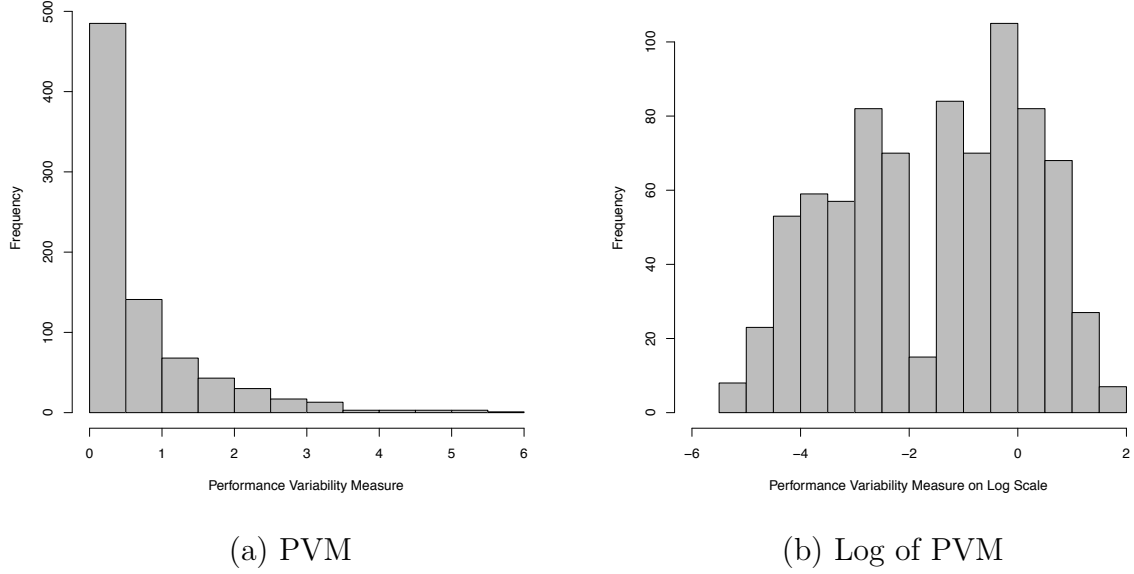 Frequency
0
100
200
300
400
500
0 1 2 3 4 5 6
Performance Variability Measure
(a) PVM
Frequency
0
20
40
60
80
100
−6 −4 −2 0 2
Performance Variability Measure on Log Scale
(b) Log of PVM